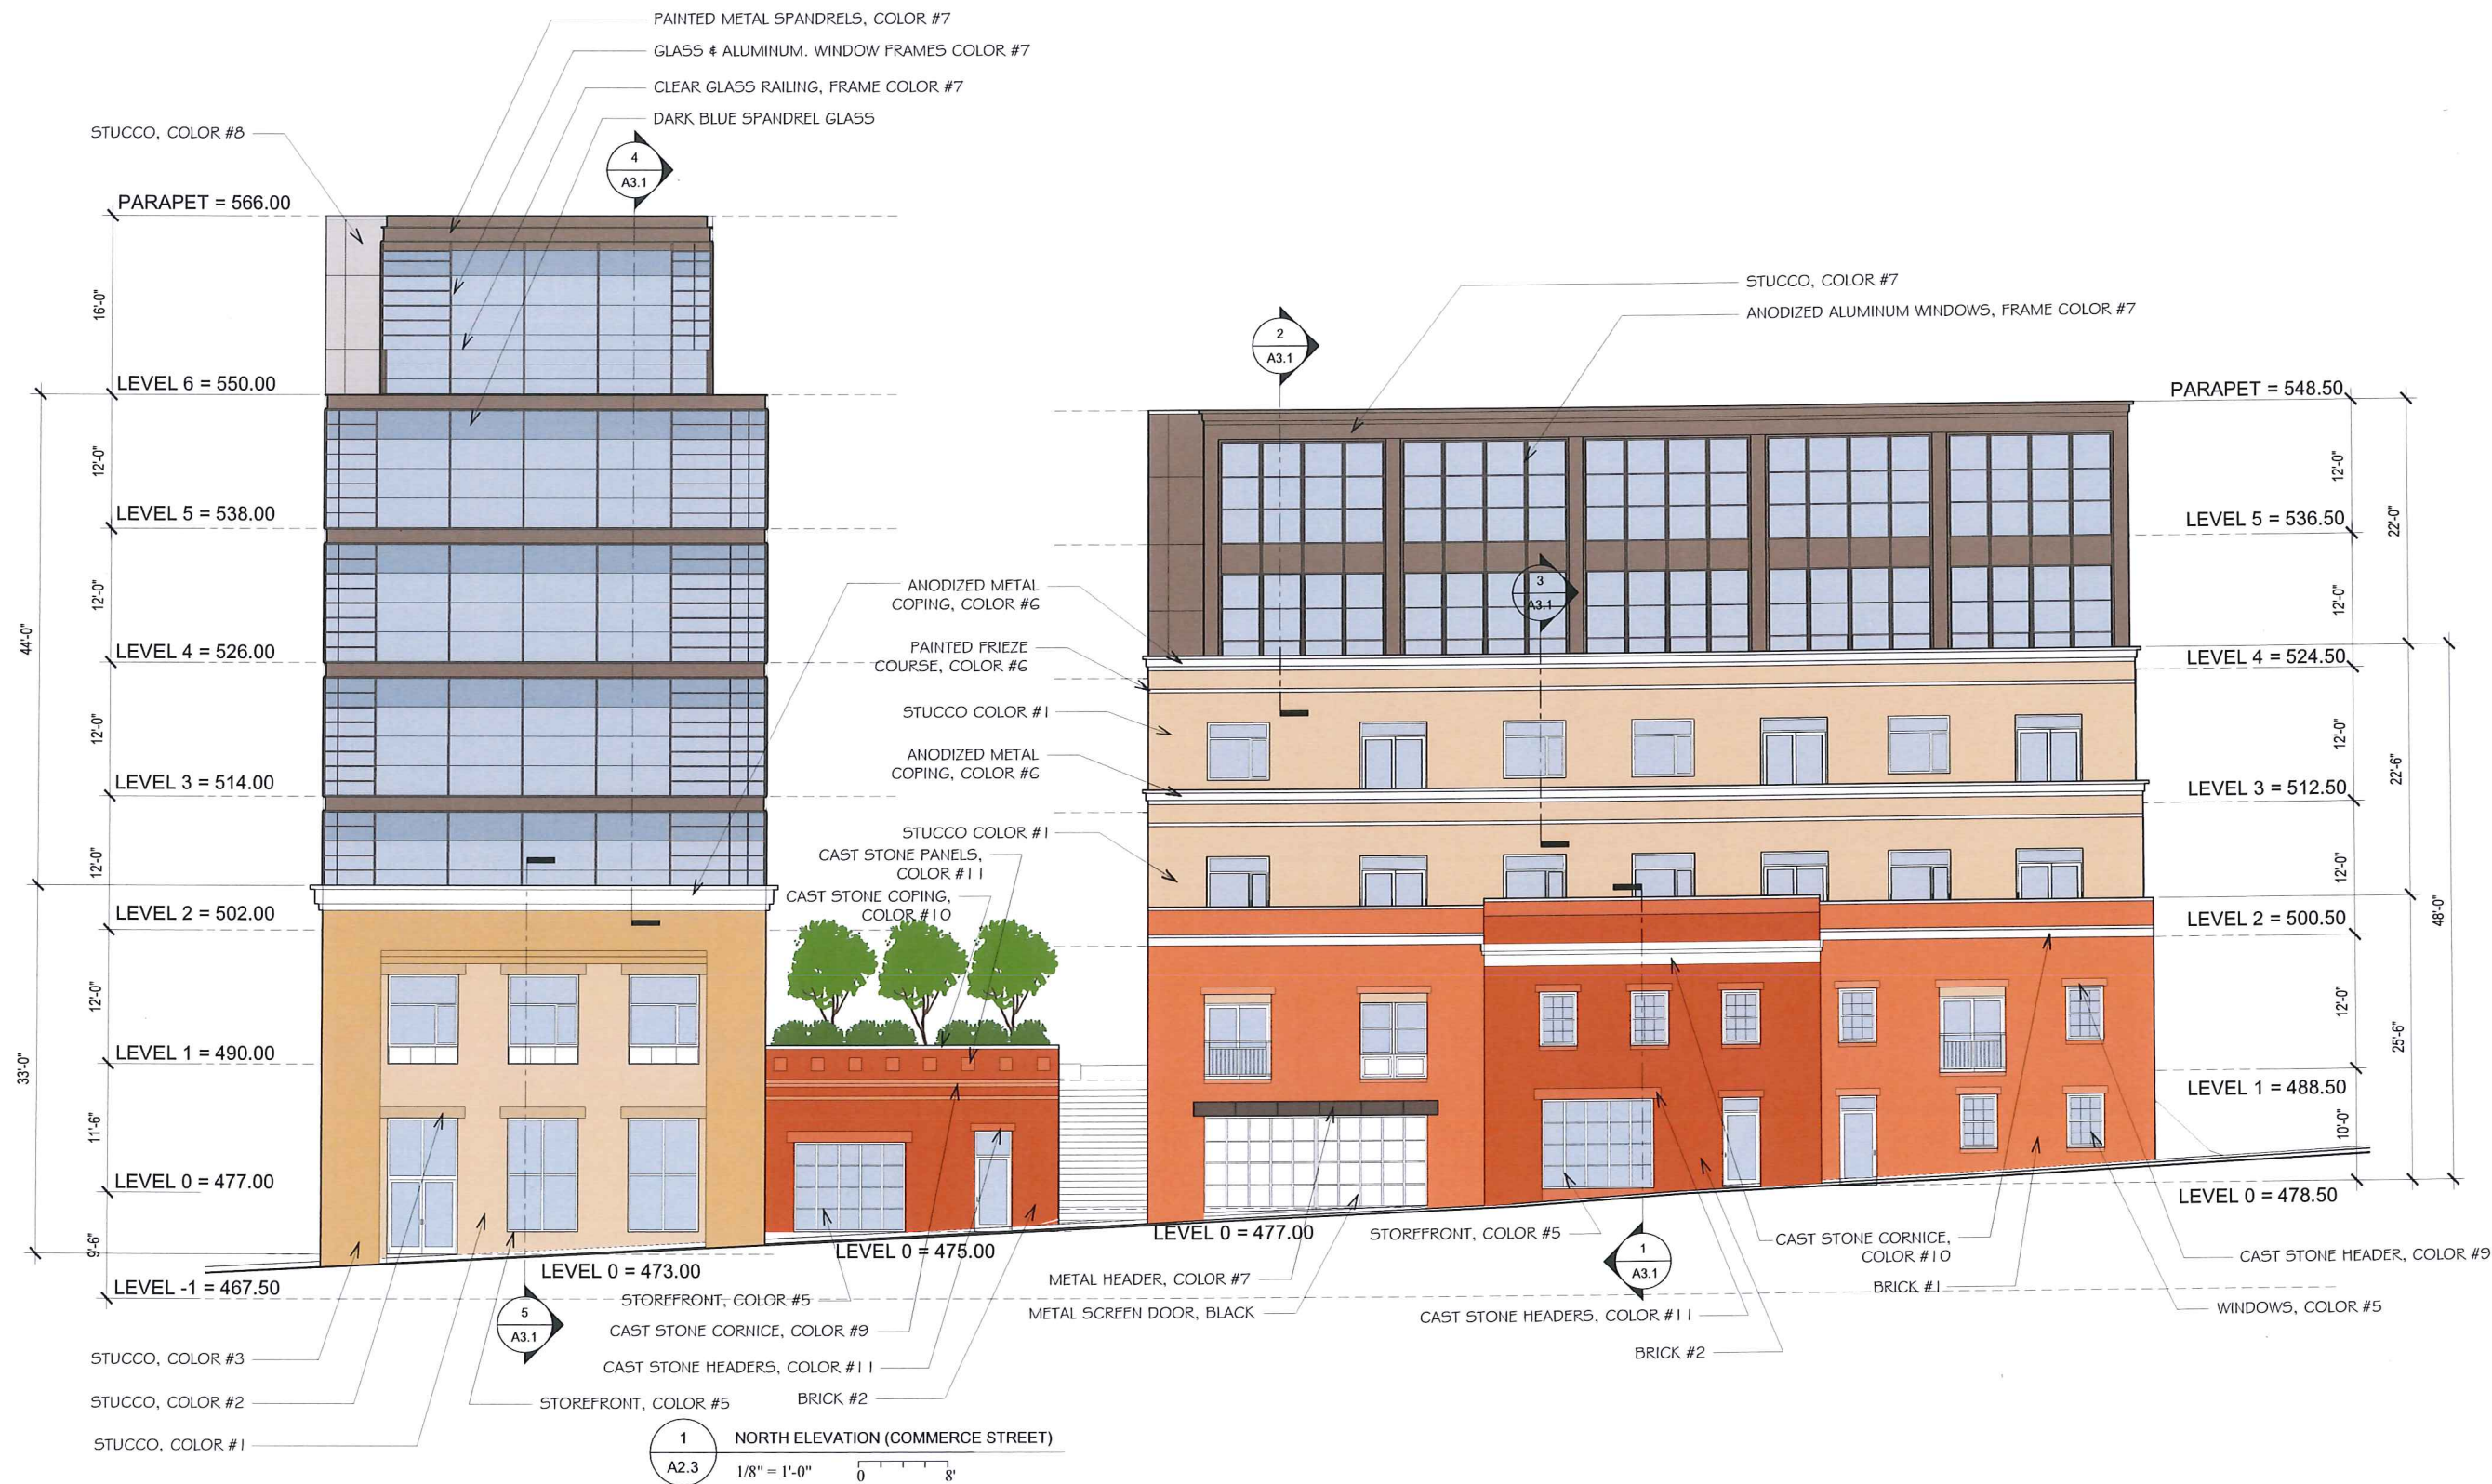 PAINTED METAL SPANDRELS, COLOR #7
GLASS & ALUMINUM. WINDOW FRAMES COLOR #7
CLEAR GLASS RAILING, FRAME COLOR #7
DARK BLUE SPANDREL GLASS
STUCCO, COLOR #8
4
A3.1
PARAPET = 566.00
16'-0"
LEVEL 6 = 550.00
12'-0"
LEVEL 5 = 538.00
12'-0"
LEVEL 4 = 526.00
12'-0"
LEVEL 3 = 514.00
12'-0"
LEVEL 2 = 502.00
12'-0"
LEVEL 1 = 490.00
11'-6"
LEVEL 0 = 477.00
9'-6"
LEVEL -1 = 467.50
44'-0"
33'-0"
STUCCO, COLOR #7
ANODIZED ALUMINUM WINDOWS, FRAME COLOR #7
2
A3.1
3
A3.1
ANODIZED METAL
COPING, COLOR #6
PAINTED FRIEZE
COURSE, COLOR #6
STUCCO COLOR #1
ANODIZED METAL
COPING, COLOR #6
STUCCO COLOR #1
CAST STONE PANELS,
COLOR #11
CAST STONE COPING,
COLOR #10
PARAPET = 548.50
12'-0"
22'-0"
LEVEL 5 = 536.50
12'-0"
LEVEL 4 = 524.50
12'-0"
22'-6"
LEVEL 3 = 512.50
12'-0"
48'-0"
LEVEL 2 = 500.50
12'-0"
25'-6"
LEVEL 1 = 488.50
10'-0"
LEVEL 0 = 478.50
LEVEL 0 = 473.00
LEVEL 0 = 475.00
LEVEL 0 = 477.00
STOREFRONT, COLOR #5
CAST STONE CORNICE,
COLOR #10
CAST STONE HEADER, COLOR #9
METAL HEADER, COLOR #7
BRICK #1
1
A3.1
METAL SCREEN DOOR, BLACK
CAST STONE HEADERS, COLOR #11
WINDOWS, COLOR #5
BRICK #2
5
A3.1
STOREFRONT, COLOR #5
CAST STONE CORNICE, COLOR #9
CAST STONE HEADERS, COLOR #11
BRICK #2
STOREFRONT, COLOR #5
STUCCO, COLOR #3
STUCCO, COLOR #2
STUCCO, COLOR #1
1
A2.3
NORTH ELEVATION (COMMERCE STREET)
1/8" = 1'-0"
0 8'